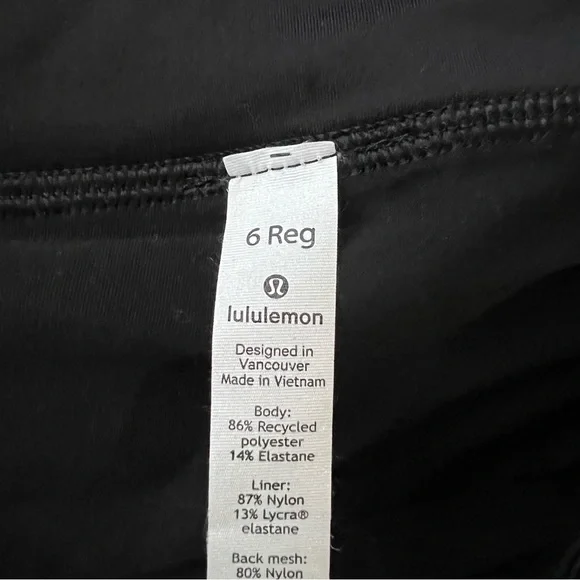 6 Reg
lululemon
Designed in
Vancouver
Made in Vietnam
Body:
86% Recycled
polyester
14% Elastane
Liner:
87% Nylon
13% Lycra®
elastane
Back mesh:
80% Nylon